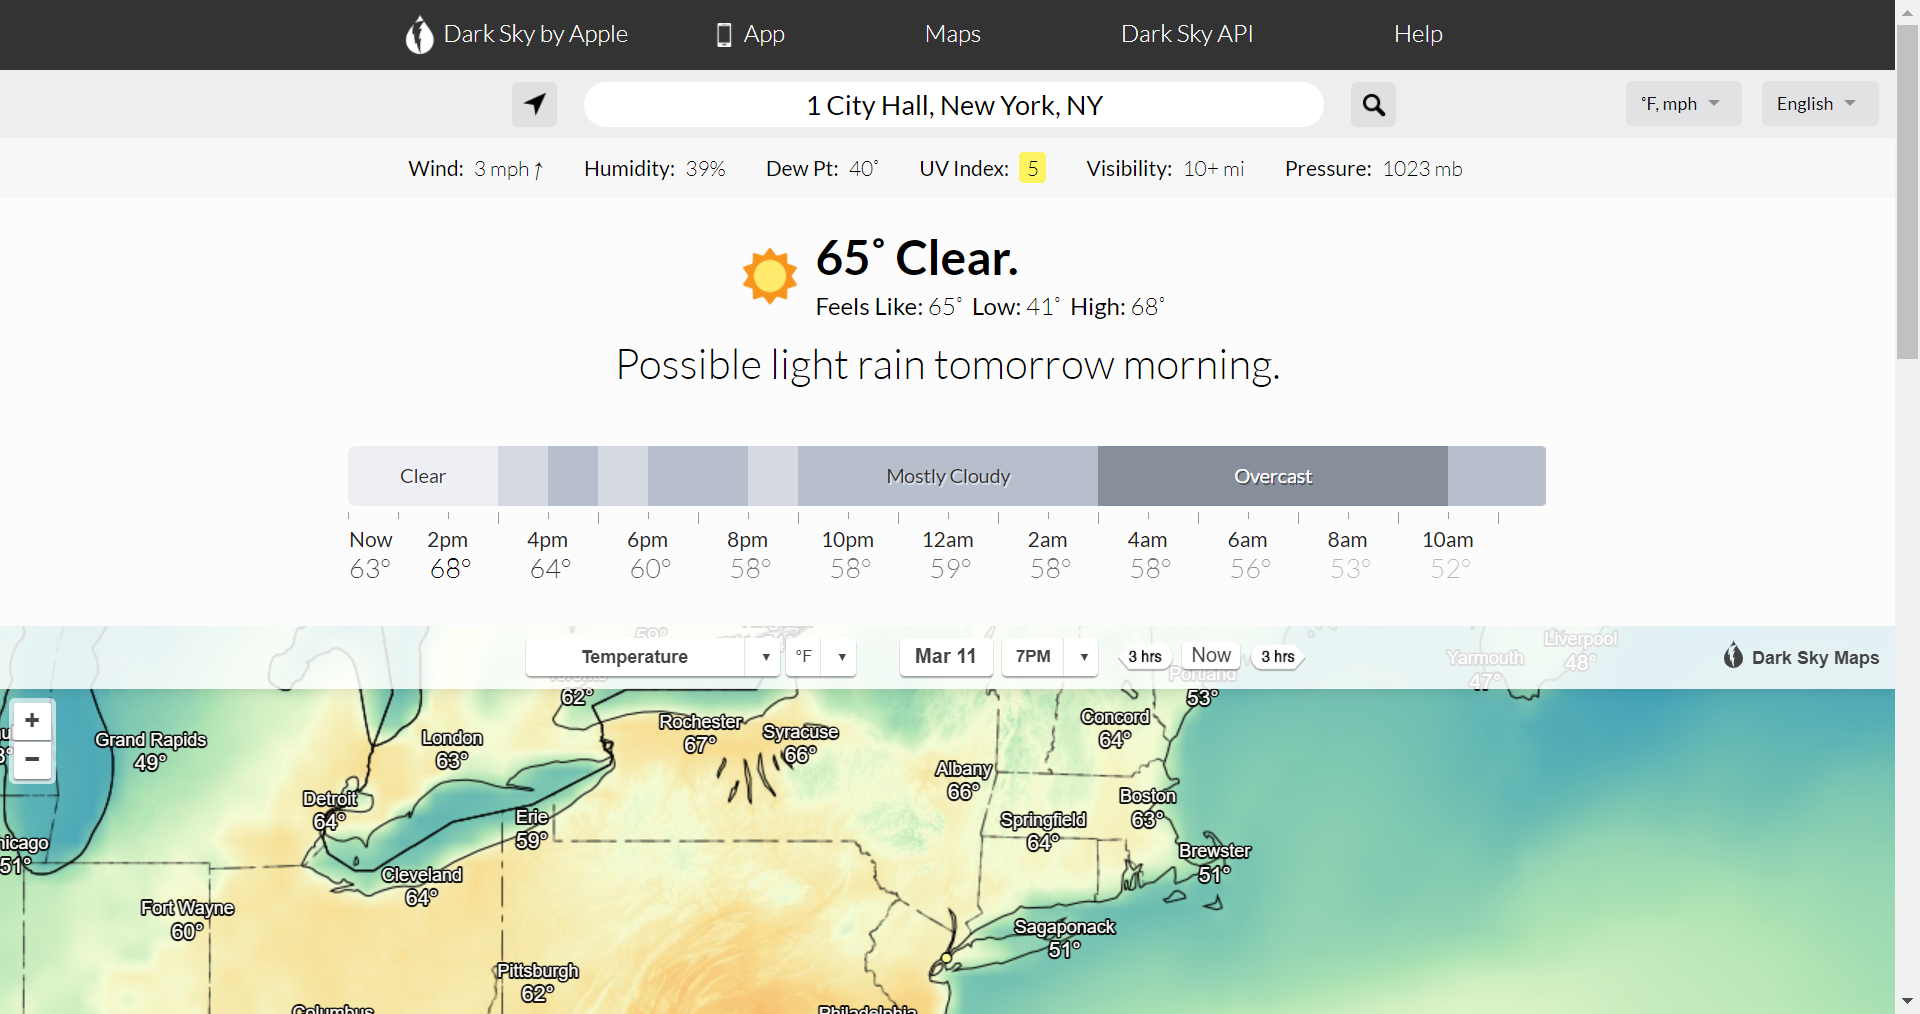 Dark Sky by Apple App Maps Dark Sky API Help
1 City Hall, New York, NY
°F, mph
English
Wind: 3 mph ↑ Humidity: 39% Dew Pt: 40° UV Index: 5 Visibility: 10+ mi Pressure: 1023 mb
65° Clear.
Feels Like: 65° Low: 41° High: 68°
Possible light rain tomorrow morning.
Clear Mostly Cloudy Overcast
Now 2pm 4pm 6pm 8pm 10pm 12am 2am 4am 6am 8am 10am
63° 68° 64° 60° 58° 58° 59° 58° 58° 56° 53° 52°
59°
Temperature °F Mar 11 7PM 3 hrs Now 3 hrs
Dark Sky Maps
Liverpool
48°
Yarmouth
47°
Portland
53°
62°
+
−
Grand Rapids
49°
London
63°
Rochester
67°
Syracuse
66°
Concord
64°
Albany
66°
Detroit
64°
Erie
59°
Boston
63°
Springfield
64°
Brewster
51°
hicago
51°
Cleveland
64°
Fort Wayne
60°
Sagaponack
51°
Pittsburgh
62°
Columbus
Philadelphia